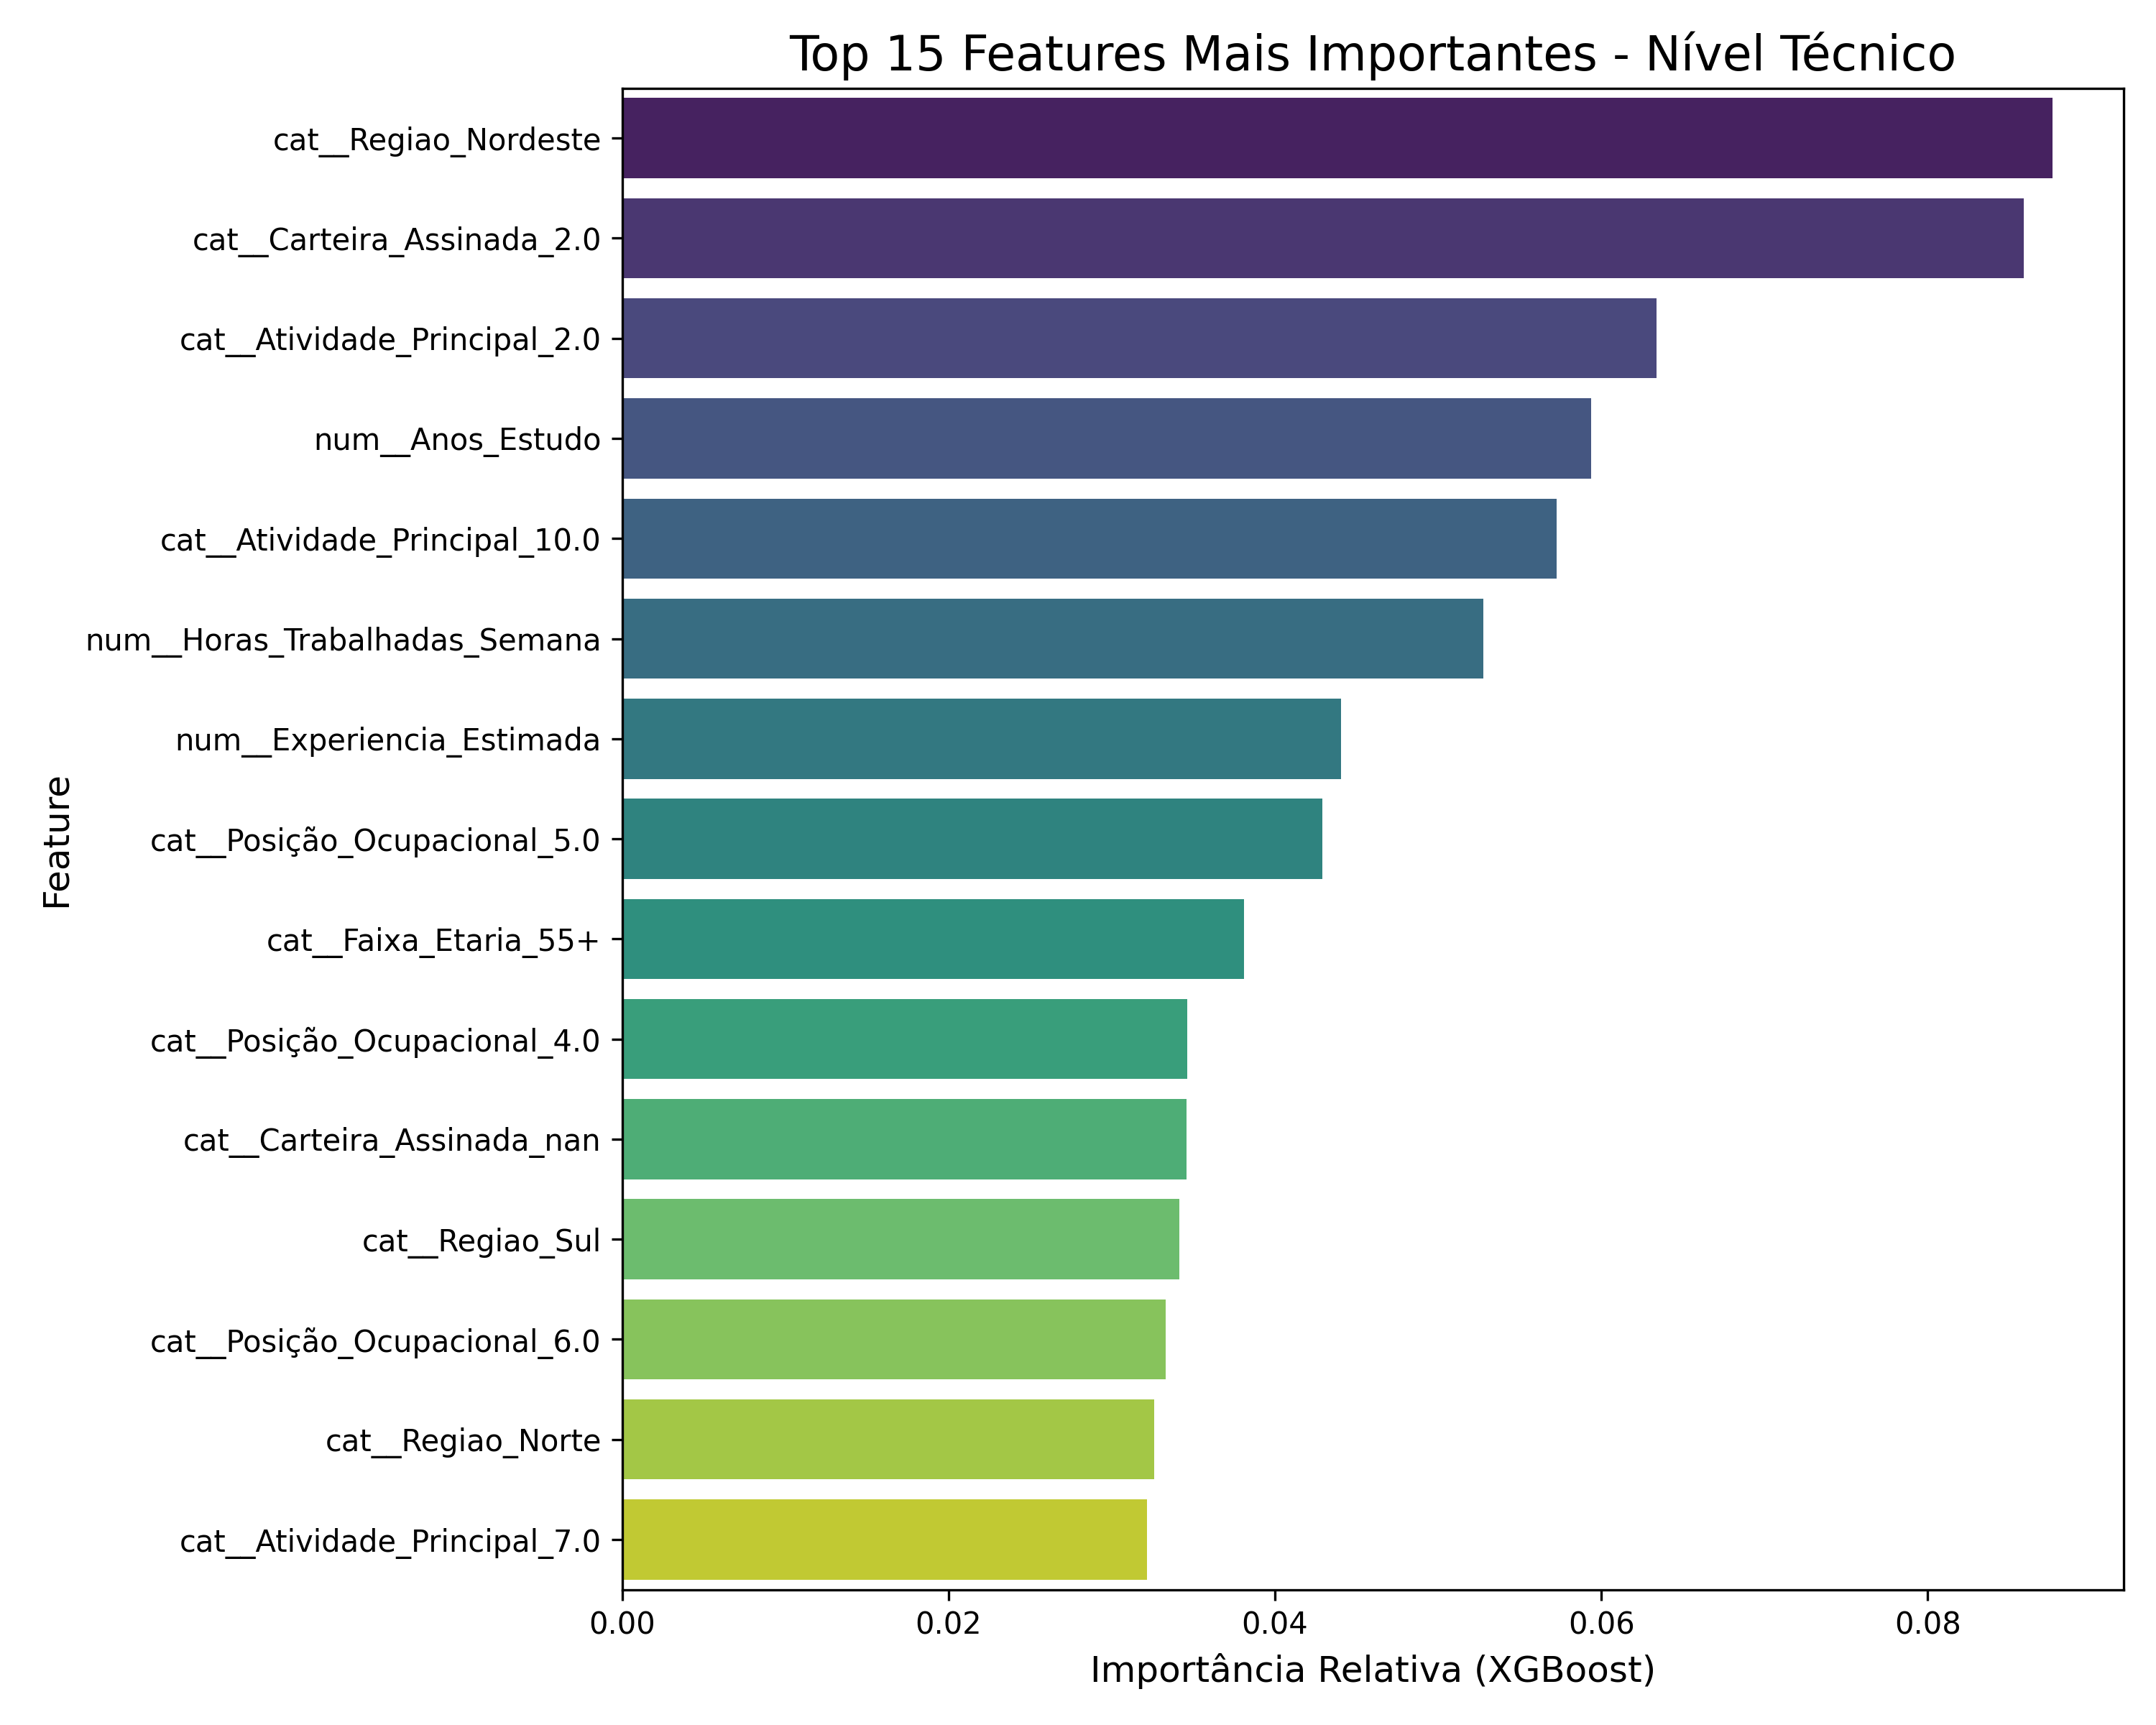 Top 15 Features Mais Importantes - Nível Técnico
cat__Regiao_Nordeste
cat__Carteira_Assinada_2.0
cat__Atividade_Principal_2.0
num__Anos_Estudo
cat__Atividade_Principal_10.0
num__Horas_Trabalhadas_Semana
num__Experiencia_Estimada
cat__Posição_Ocupacional_5.0
cat__Faixa_Etaria_55+
cat__Posição_Ocupacional_4.0
cat__Carteira_Assinada_nan
cat__Regiao_Sul
cat__Posição_Ocupacional_6.0
cat__Regiao_Norte
cat__Atividade_Principal_7.0
Feature
0.00 0.02 0.04 0.06 0.08
Importância Relativa (XGBoost)